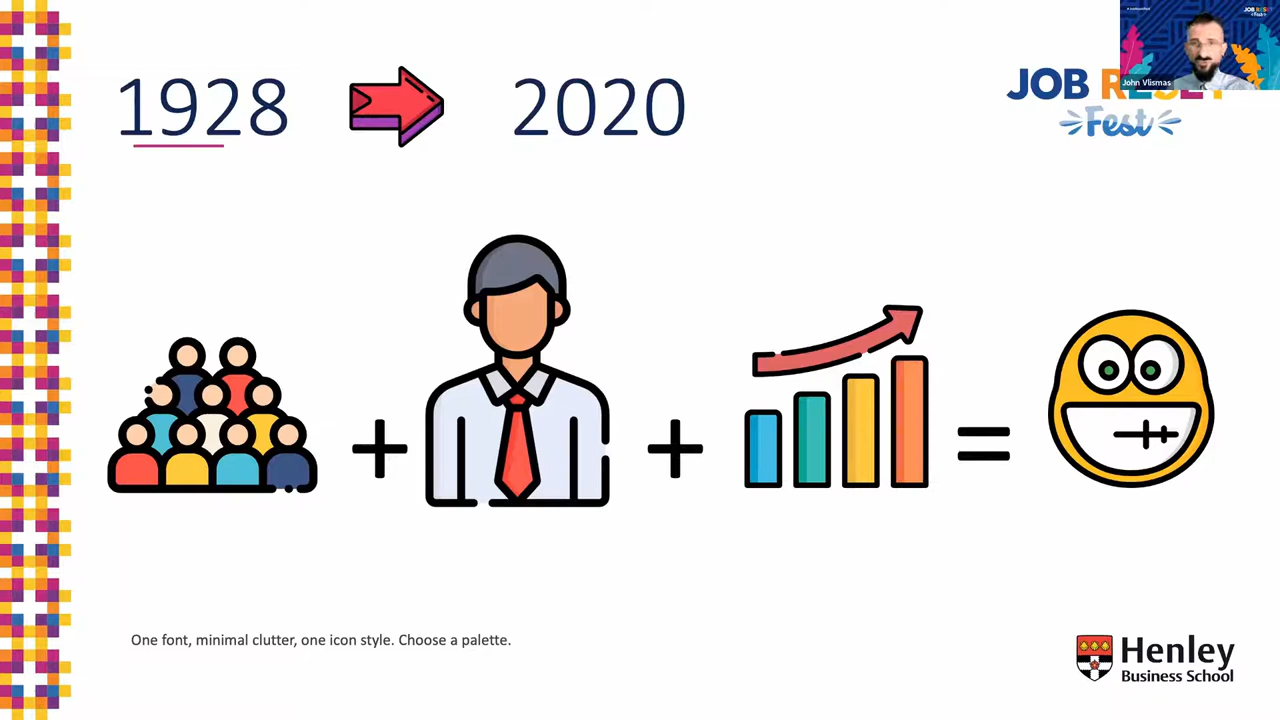 1928
2020
JOB RESET
Fest
John Vlismas
One font, minimal clutter, one icon style. Choose a palette.
Henley
Business School